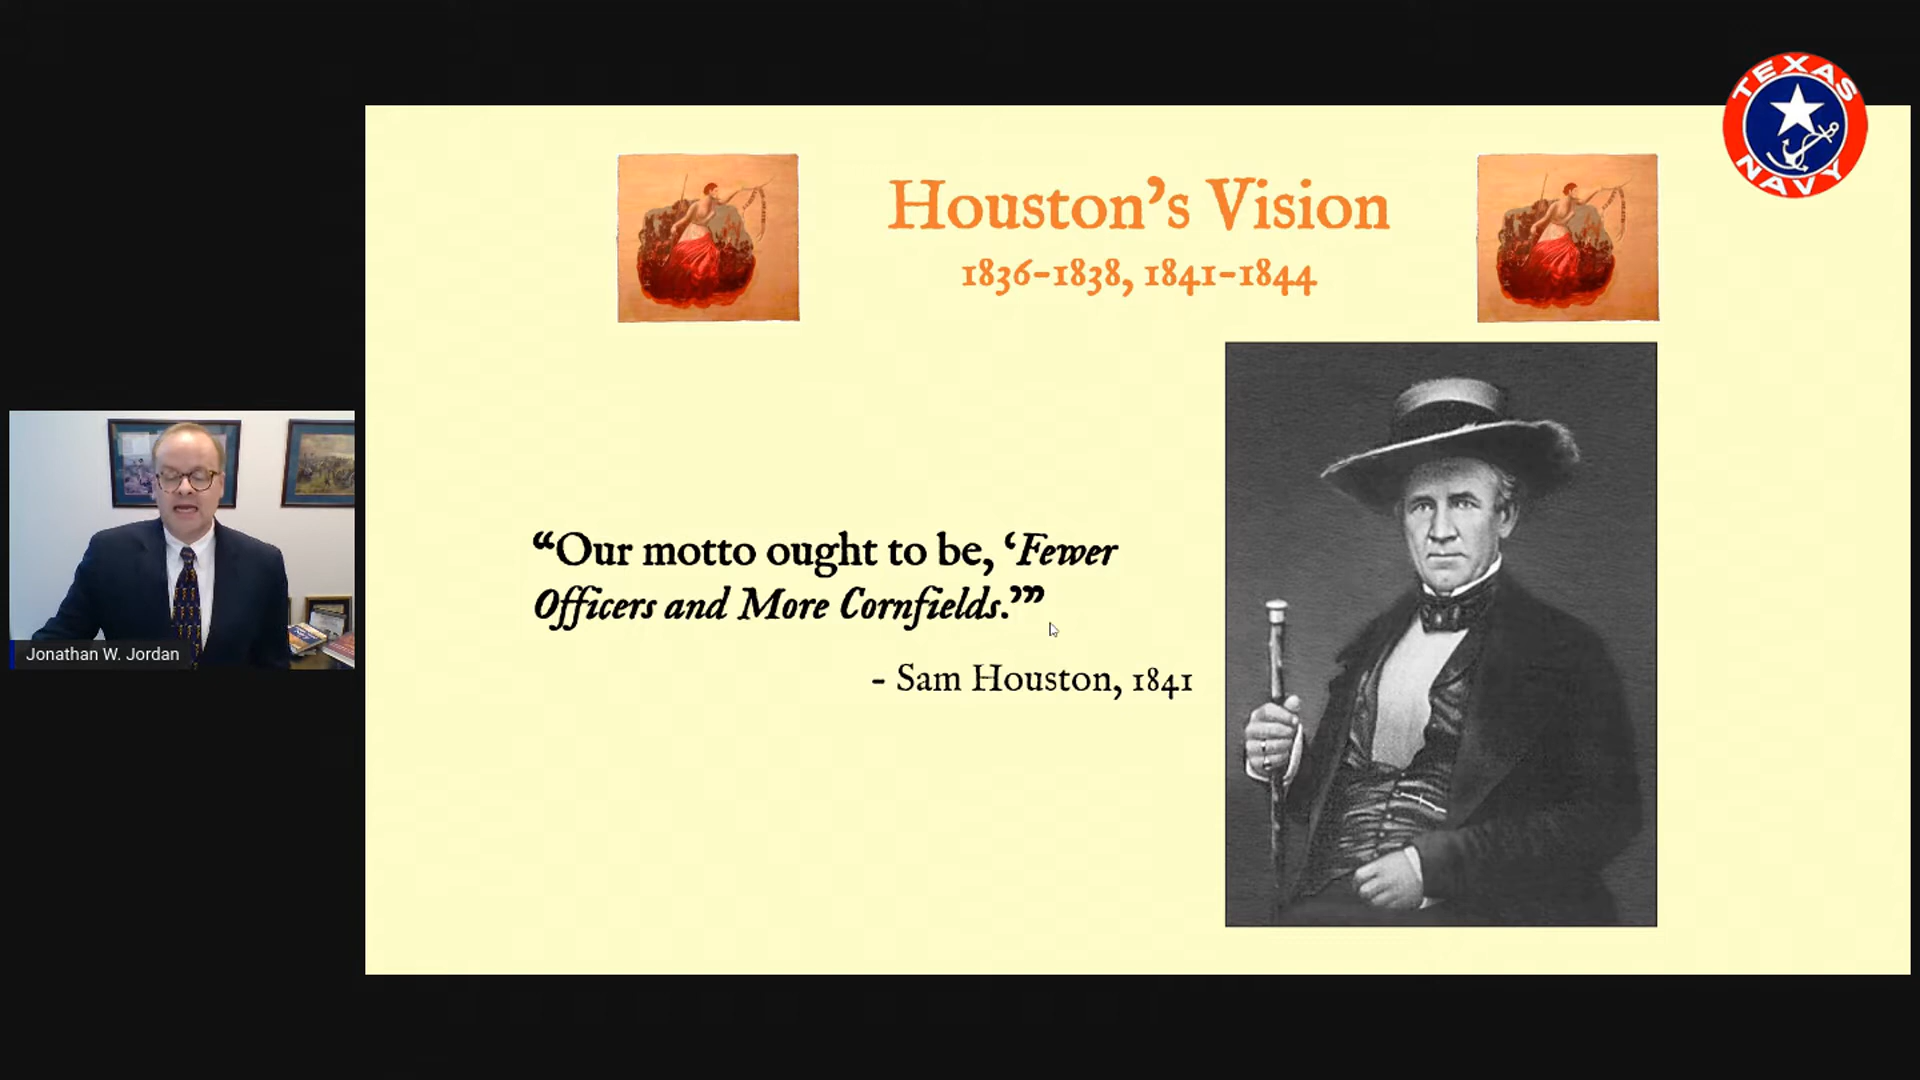 TEXAS
NAVY
Houston's Vision
1836-1838, 1841-1844
“Our motto ought to be, ‘Fewer
Officers and More Cornfields.’”
- Sam Houston, 1841
Jonathan W. Jordan